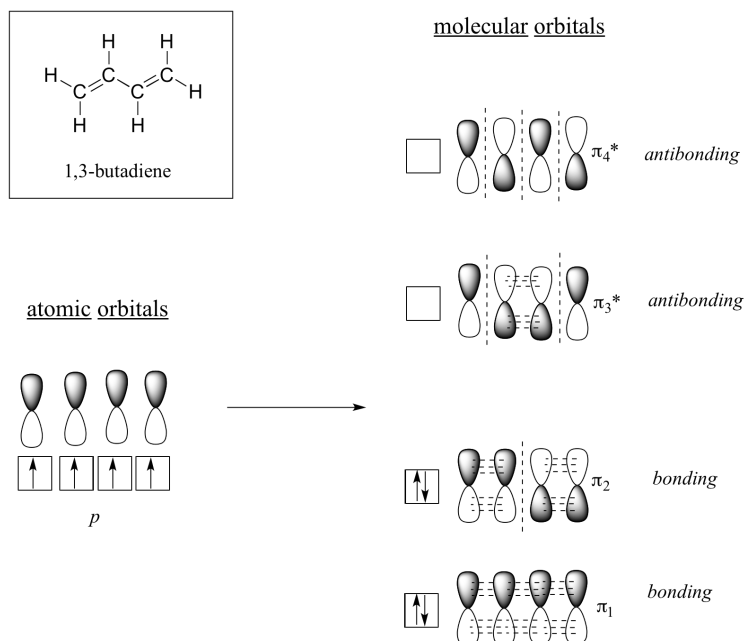 molecular orbitals
H
H
H
C
C
C
C
H
H
H
1,3-butadiene
π4*
antibonding
π3*
antibonding
atomic orbitals
p
π2
bonding
π1
bonding